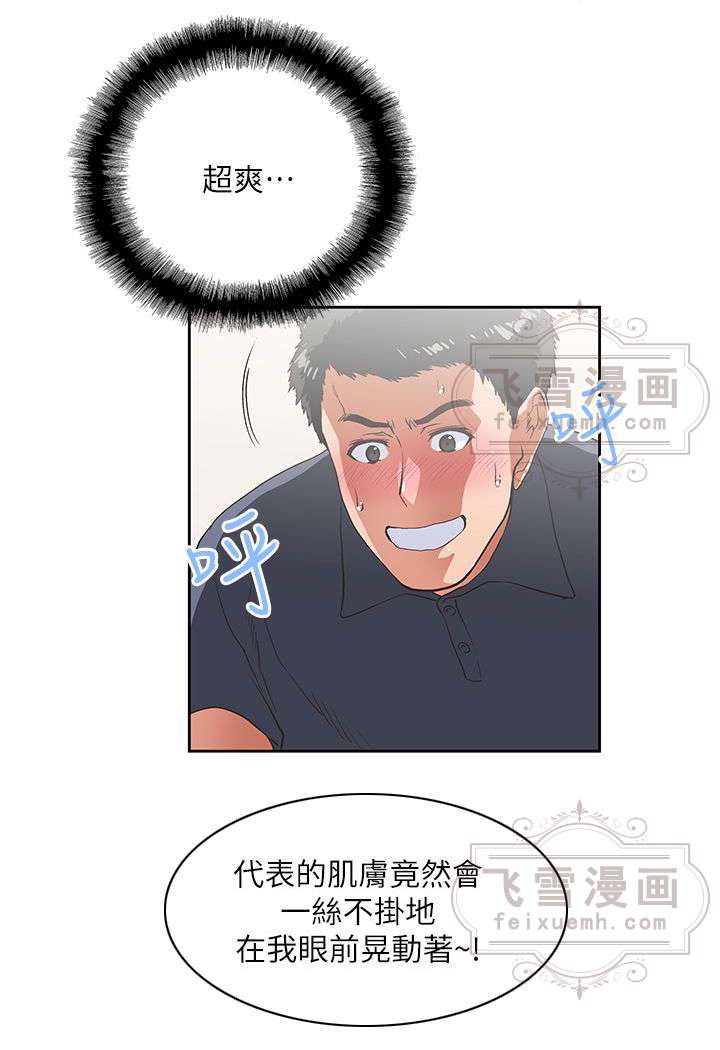 超爽…
飞雪漫画
feixuemh.com
呼
呼
代表的肌膚竟然會
一絲不掛地
在我眼前晃動著~!
飞雪漫画
feixuemh.com